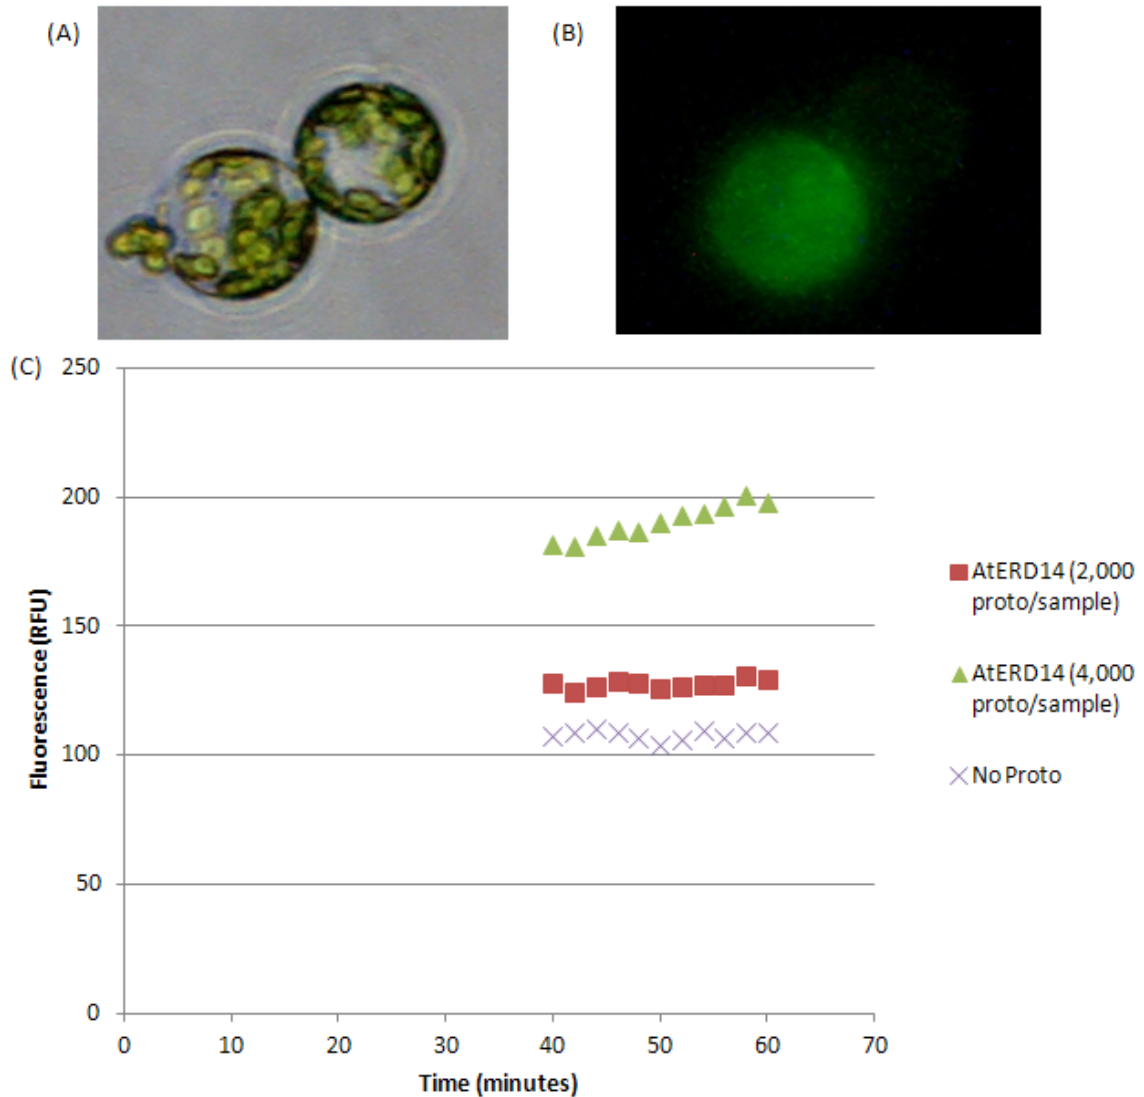 (A)
(B)
(C)
250
200
150
100
50
0
Fluorescence (RFU)
0 10 20 30 40 50 60 70
Time (minutes)
AtERD14 (2,000
proto/sample)
AtERD14 (4,000
proto/sample)
No Proto